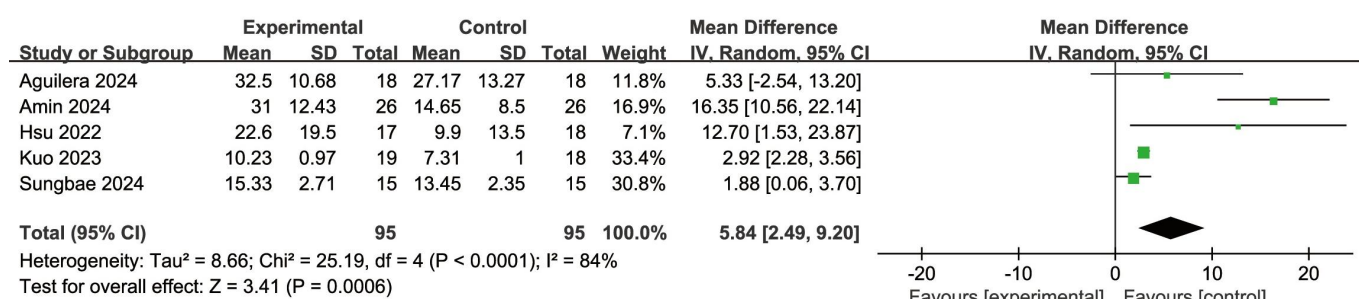 Experimental Control Mean Difference Mean Difference
Study or Subgroup Mean SD Total Mean SD Total Weight IV, Random, 95% CI IV, Random, 95% CI
Aguilera 2024 32.5 10.68 18 27.17 13.27 18 11.8% 5.33 [-2.54, 13.20]
Amin 2024 31 12.43 26 14.65 8.5 26 16.9% 16.35 [10.56, 22.14]
Hsu 2022 22.6 19.5 17 9.9 13.5 18 7.1% 12.70 [1.53, 23.87]
Kuo 2023 10.23 0.97 19 7.31 1 18 33.4% 2.92 [2.28, 3.56]
Sungbae 2024 15.33 2.71 15 13.45 2.35 15 30.8% 1.88 [0.06, 3.70]
Total (95% CI) 95 95 100.0% 5.84 [2.49, 9.20]
Heterogeneity: Tau² = 8.66; Chi² = 25.19, df = 4 (P < 0.0001); I² = 84%
Test for overall effect: Z = 3.41 (P = 0.0006)
-20 -10 0 10 20
Favours [experimental] Favours [control]